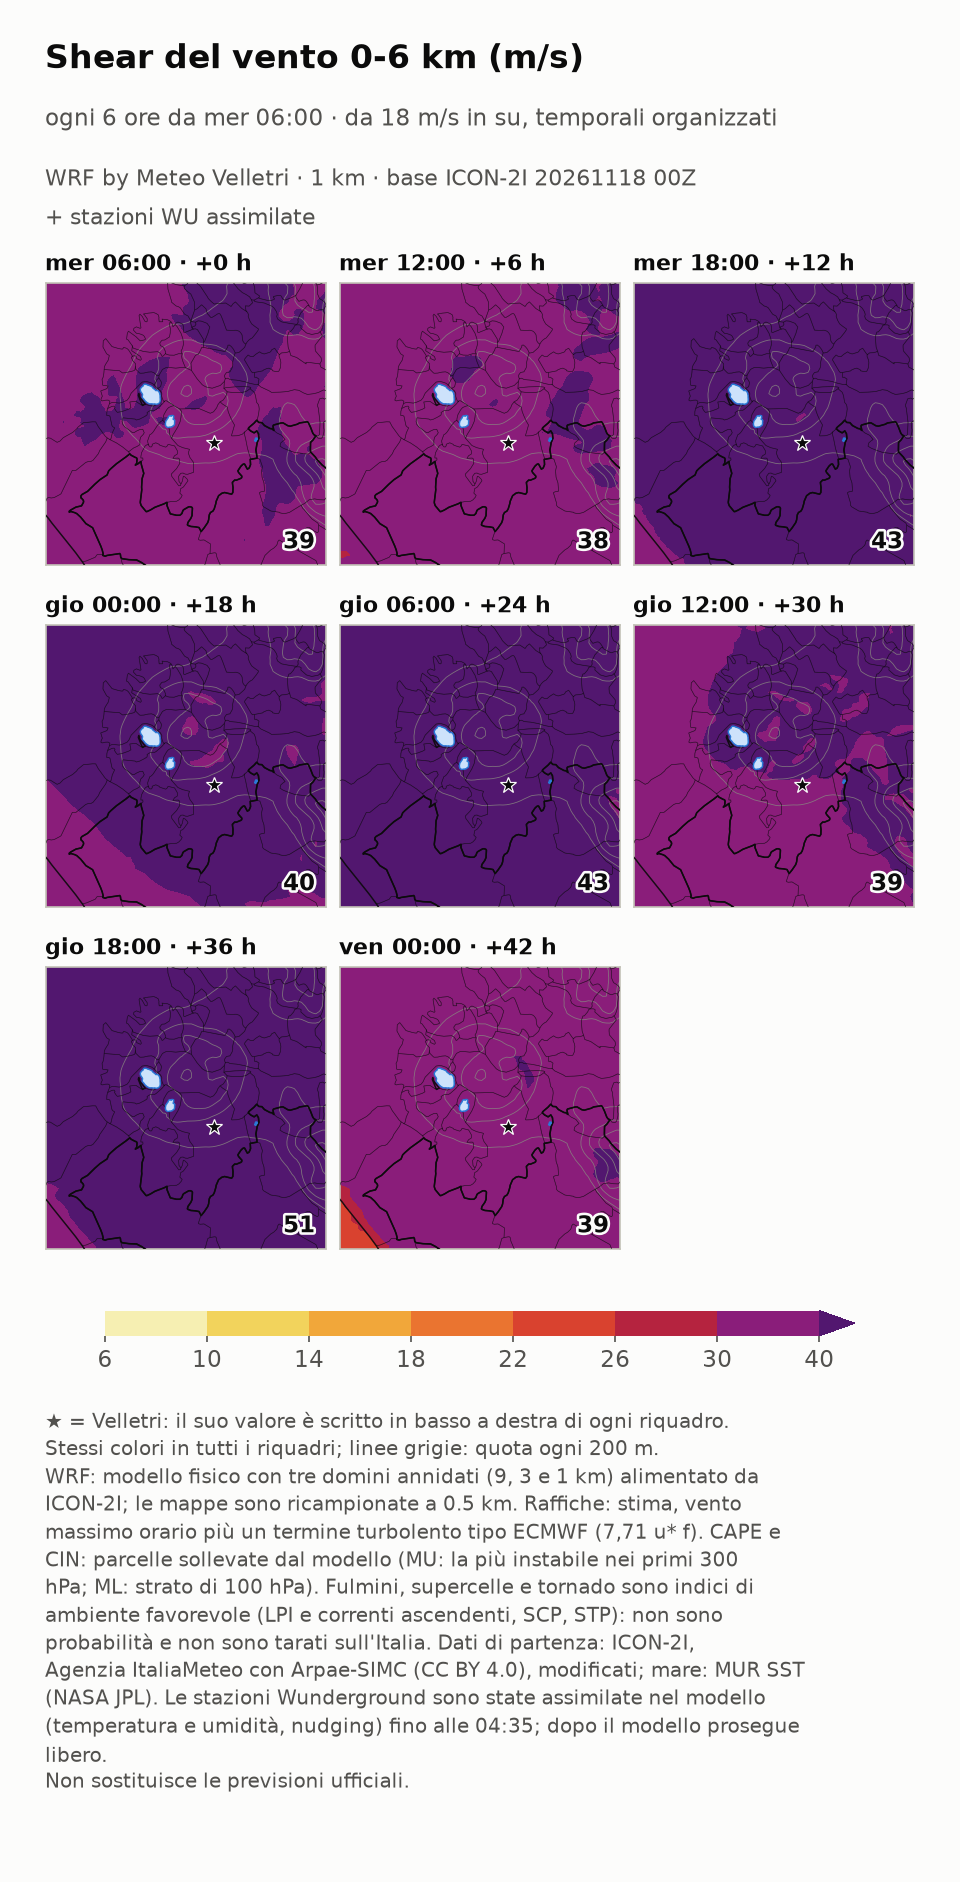 Shear del vento 0-6 km (m/s)
ogni 6 ore da mer 06:00 · da 18 m/s in su, temporali organizzati
WRF by Meteo Velletri · 1 km · base ICON-2I 20261118 00Z
+ stazioni WU assimilate
mer 06:00 · +0 h
mer 12:00 · +6 h
mer 18:00 · +12 h
39
38
43
gio 00:00 · +18 h
gio 06:00 · +24 h
gio 12:00 · +30 h
40
43
39
gio 18:00 · +36 h
ven 00:00 · +42 h
51
39
6 10 14 18 22 26 30 40
★ = Velletri: il suo valore è scritto in basso a destra di ogni riquadro.
Stessi colori in tutti i riquadri; linee grigie: quota ogni 200 m.
WRF: modello fisico con tre domini annidati (9, 3 e 1 km) alimentato da
ICON-2I; le mappe sono ricampionate a 0.5 km. Raffiche: stima, vento
massimo orario più un termine turbolento tipo ECMWF (7,71 u* f). CAPE e
CIN: parcelle sollevate dal modello (MU: la più instabile nei primi 300
hPa; ML: strato di 100 hPa). Fulmini, supercelle e tornado sono indici di
ambiente favorevole (LPI e correnti ascendenti, SCP, STP): non sono
probabilità e non sono tarati sull'Italia. Dati di partenza: ICON-2I,
Agenzia ItaliaMeteo con Arpae-SIMC (CC BY 4.0), modificati; mare: MUR SST
(NASA JPL). Le stazioni Wunderground sono state assimilate nel modello
(temperatura e umidità, nudging) fino alle 04:35; dopo il modello prosegue
libero.
Non sostituisce le previsioni ufficiali.